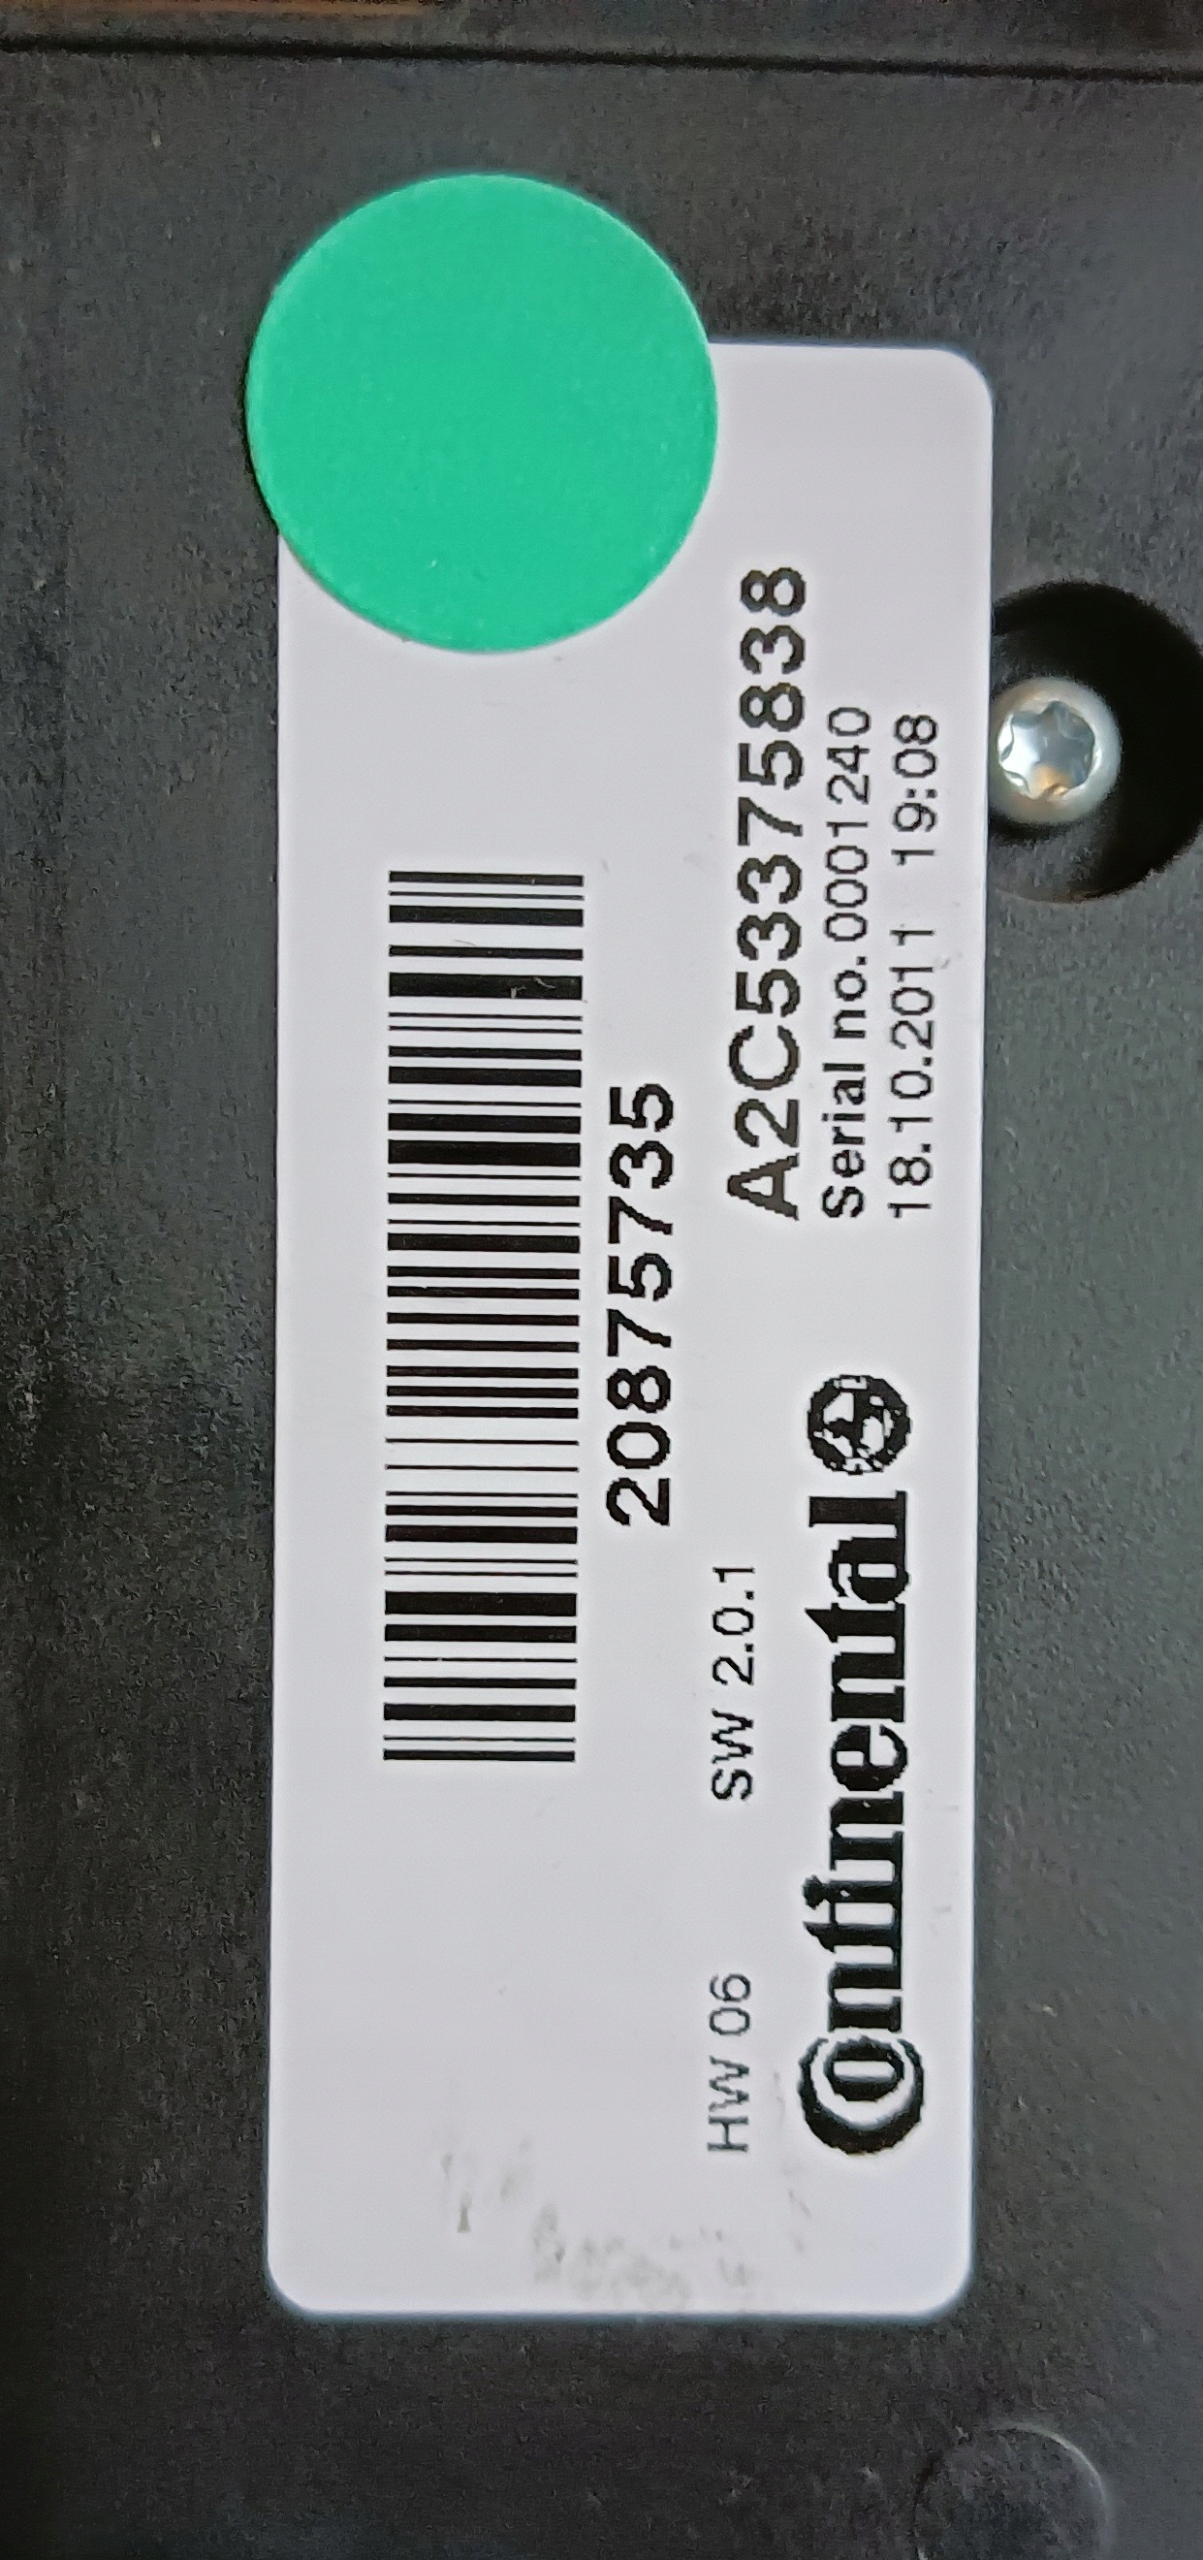 20875735
HW 06 SW 2.0.1
A2C53375838
Serial no.0001240
18.10.2011 19:08
Continental